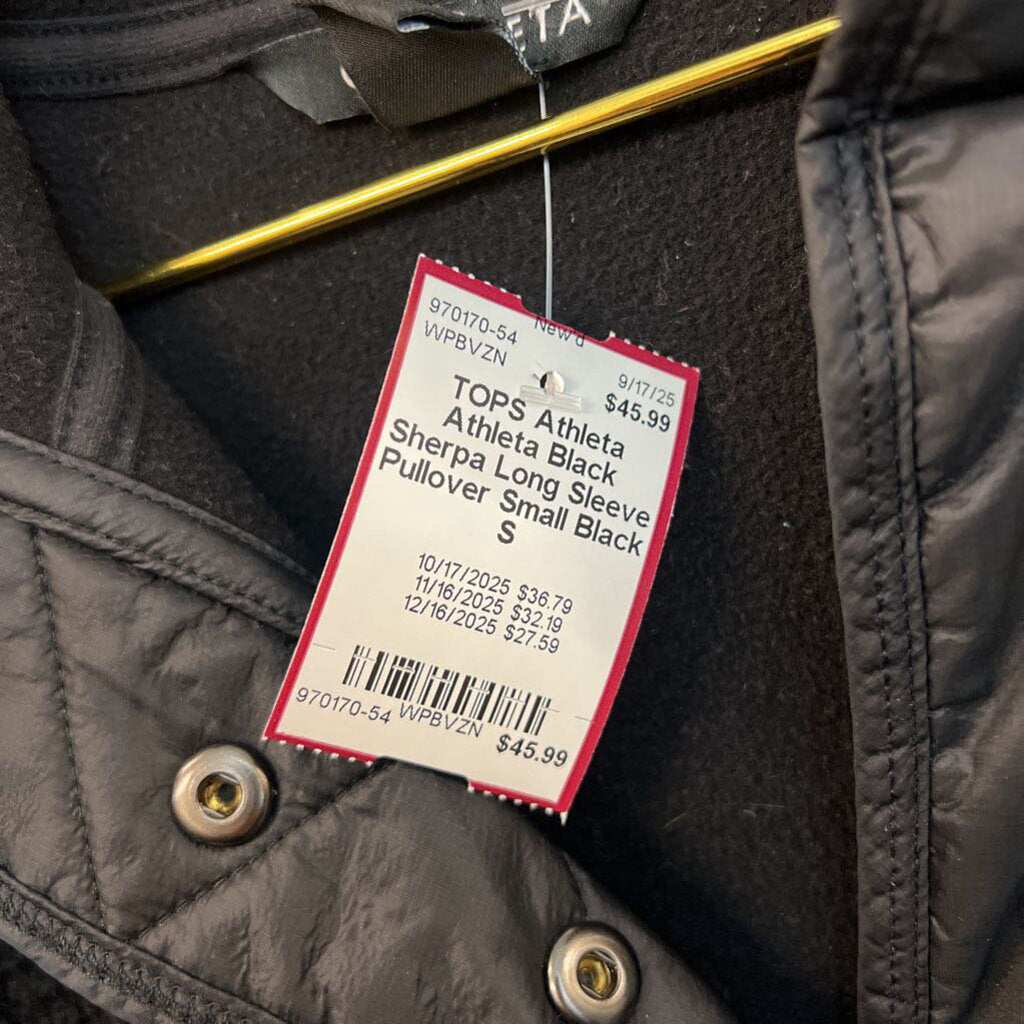 ETA
970170-54 New'd
WPBVZN
9/17/25
$45.99
TOPS Athleta
Athleta Black
Sherpa Long Sleeve
Pullover Small Black
S
10/17/2025 $36.79
11/16/2025 $32.19
12/16/2025 $27.59
970170-54 WPBVZN $45.99